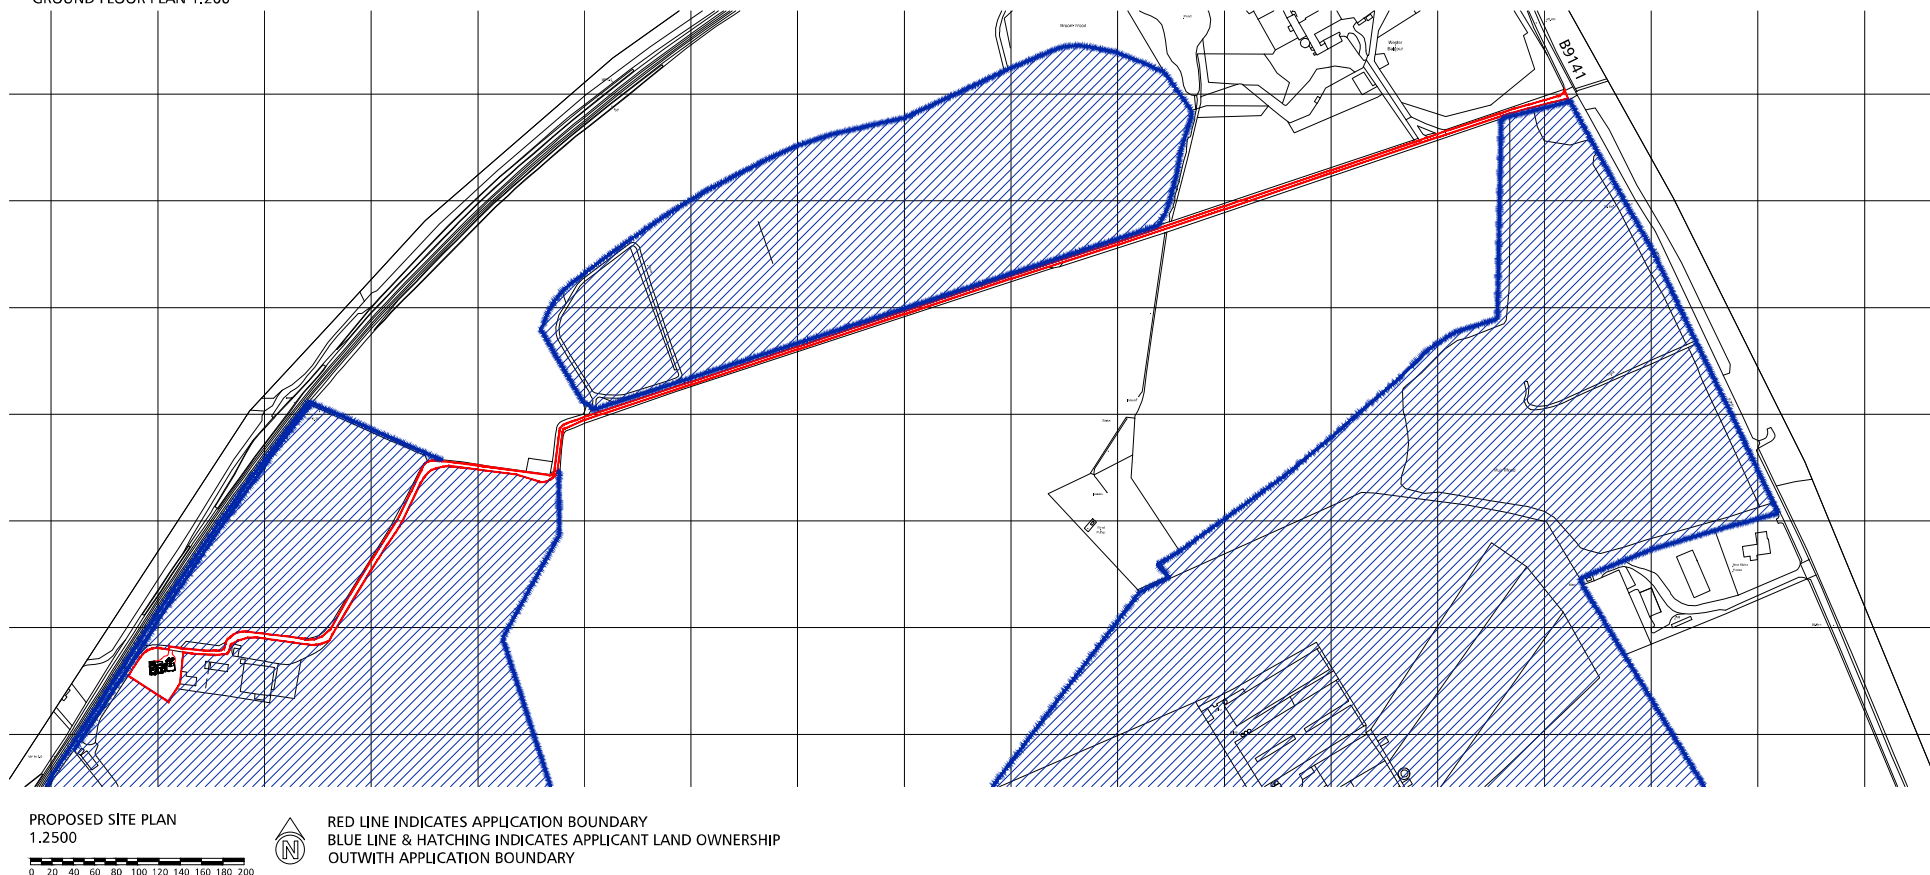 GROUND FLOOR PLAN 1:200
B9141
PROPOSED SITE PLAN
1.2500
0 20 40 60 80 100 120 140 160 180 200
N
RED LINE INDICATES APPLICATION BOUNDARY
BLUE LINE & HATCHING INDICATES APPLICANT LAND OWNERSHIP
OUTWITH APPLICATION BOUNDARY